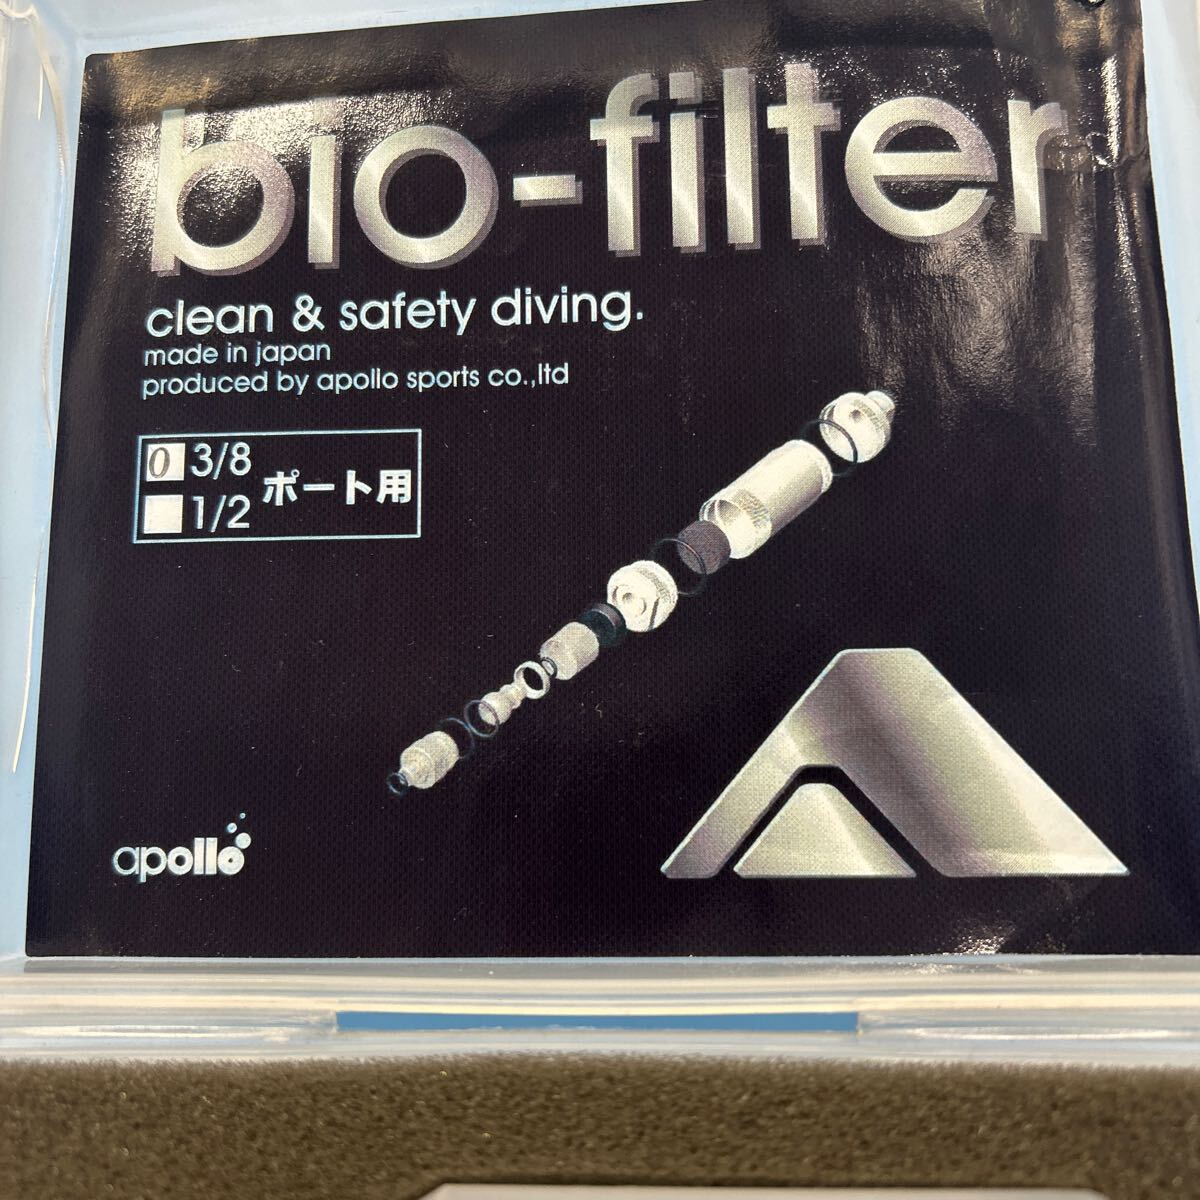 bio-filter
clean & safety diving.
made in japan
produced by apollo sports co.,ltd
0 3/8
1/2
ポート用
apollo